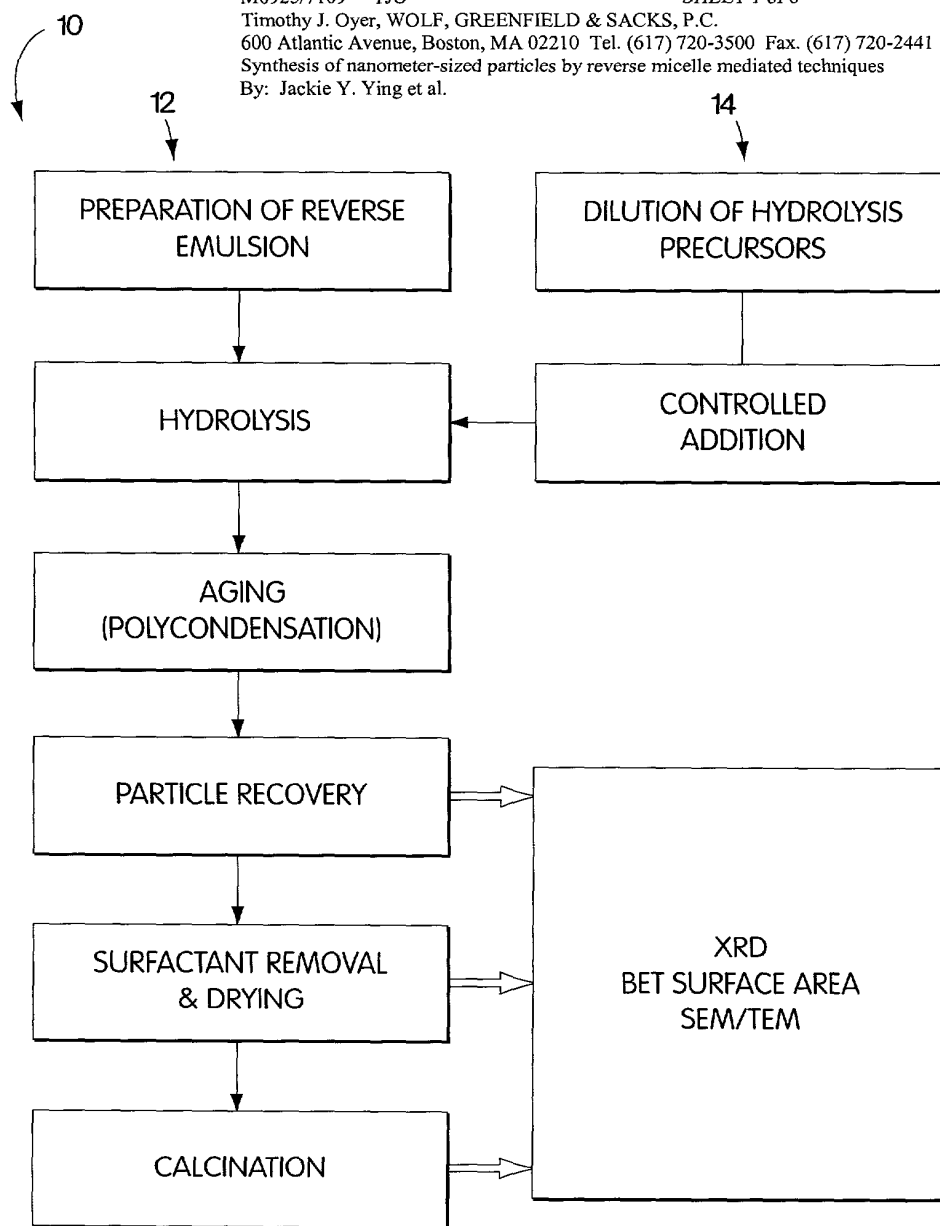 TJO
Timothy J. Oyer, WOLF, GREENFIELD & SACKS, P.C.
600 Atlantic Avenue, Boston, MA 02210 Tel. (617) 720-3500 Fax. (617) 720-2441
Synthesis of nanometer-sized particles by reverse micelle mediated techniques
By: Jackie Y. Ying et al.
10
12
14
PREPARATION OF REVERSE
EMULSION
DILUTION OF HYDROLYSIS
PRECURSORS
HYDROLYSIS
CONTROLLED
ADDITION
AGING
(POLYCONDENSATION)
PARTICLE RECOVERY
SURFACTANT REMOVAL
& DRYING
CALCINATION
XRD
BET SURFACE AREA
SEM/TEM